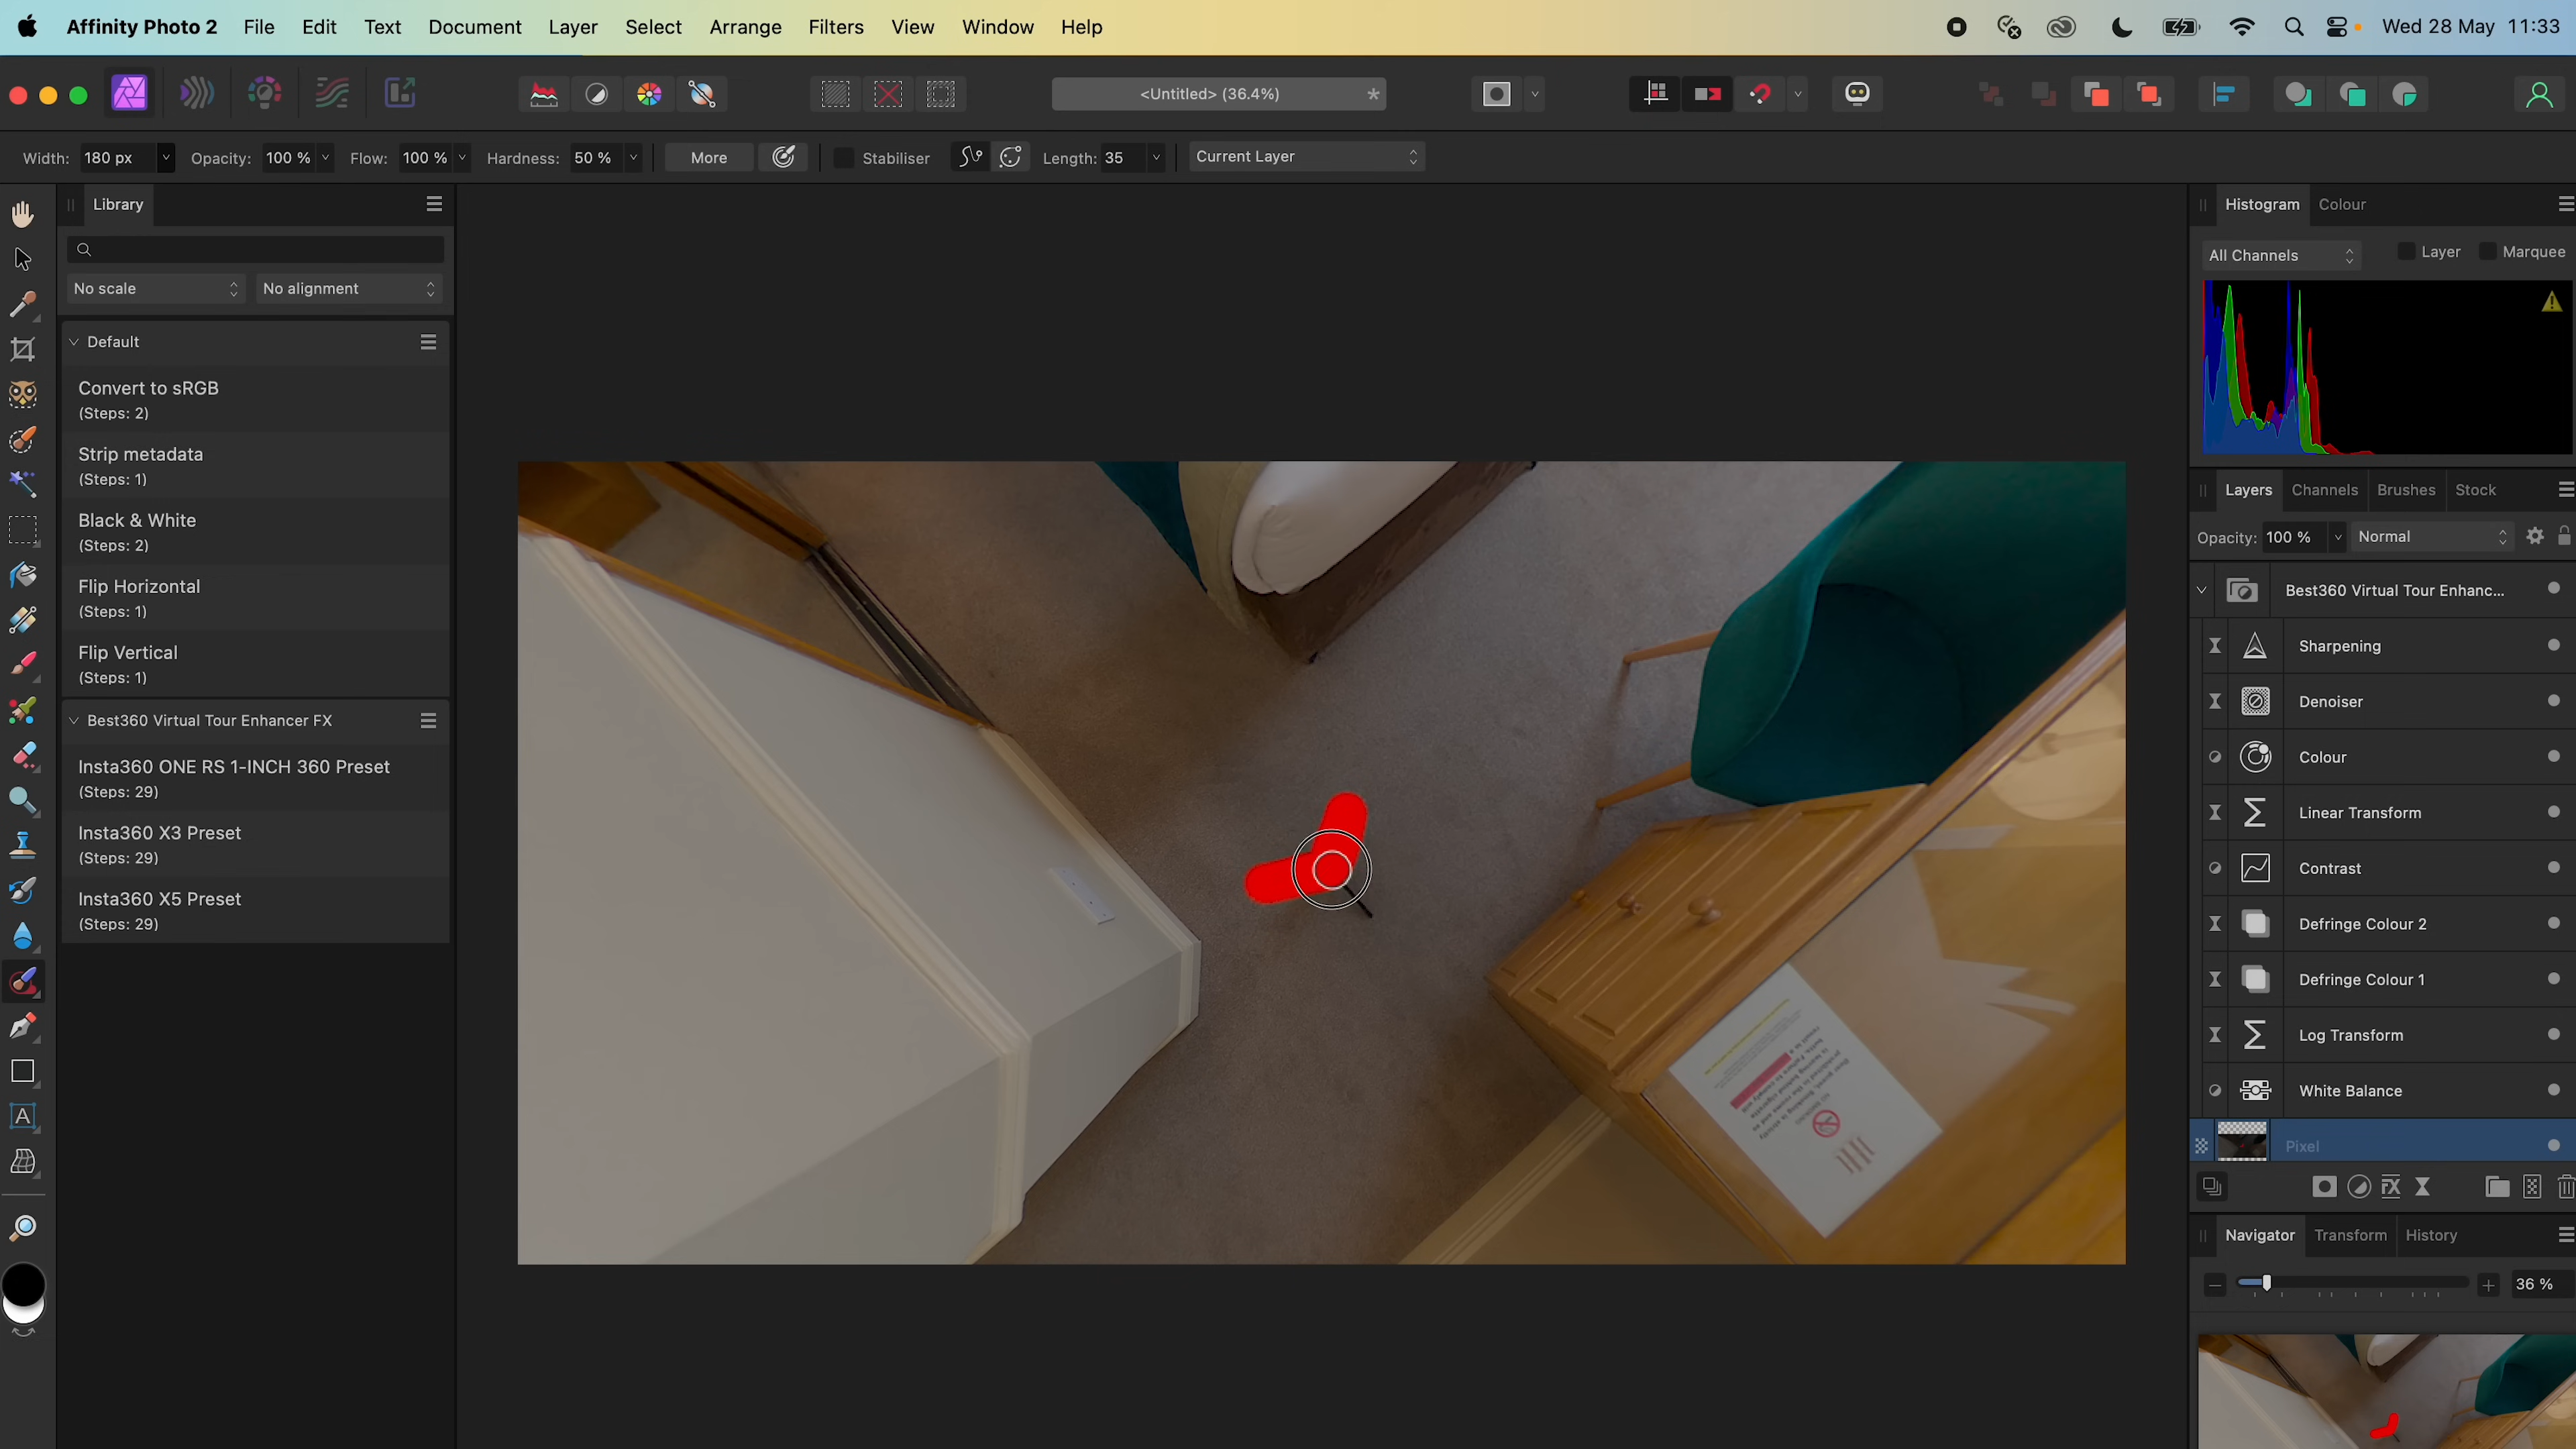 Affinity Photo 2 File Edit Text Document Layer Select Arrange Filters View Window Help Wed 28 May 11:33
<Untitled> (36.4%) *
Width: 180 px Opacity: 100 % Flow: 100 % Hardness: 50 % More Stabiliser Length: 35 Current Layer
Library
No scale No alignment
Default
Convert to sRGB
(Steps: 2)
Strip metadata
(Steps: 1)
Black & White
(Steps: 2)
Flip Horizontal
(Steps: 1)
Flip Vertical
(Steps: 1)
Best360 Virtual Tour Enhancer FX
Insta360 ONE RS 1-INCH 360 Preset
(Steps: 29)
Insta360 X3 Preset
(Steps: 29)
Insta360 X5 Preset
(Steps: 29)
Histogram Colour
All Channels Layer Marquee
Layers Channels Brushes Stock
Opacity: 100 % Normal
Best360 Virtual Tour Enhanc...
Sharpening
Denoiser
Colour
Linear Transform
Contrast
Defringe Colour 2
Defringe Colour 1
Log Transform
White Balance
Pixel
Navigator Transform History
36 %